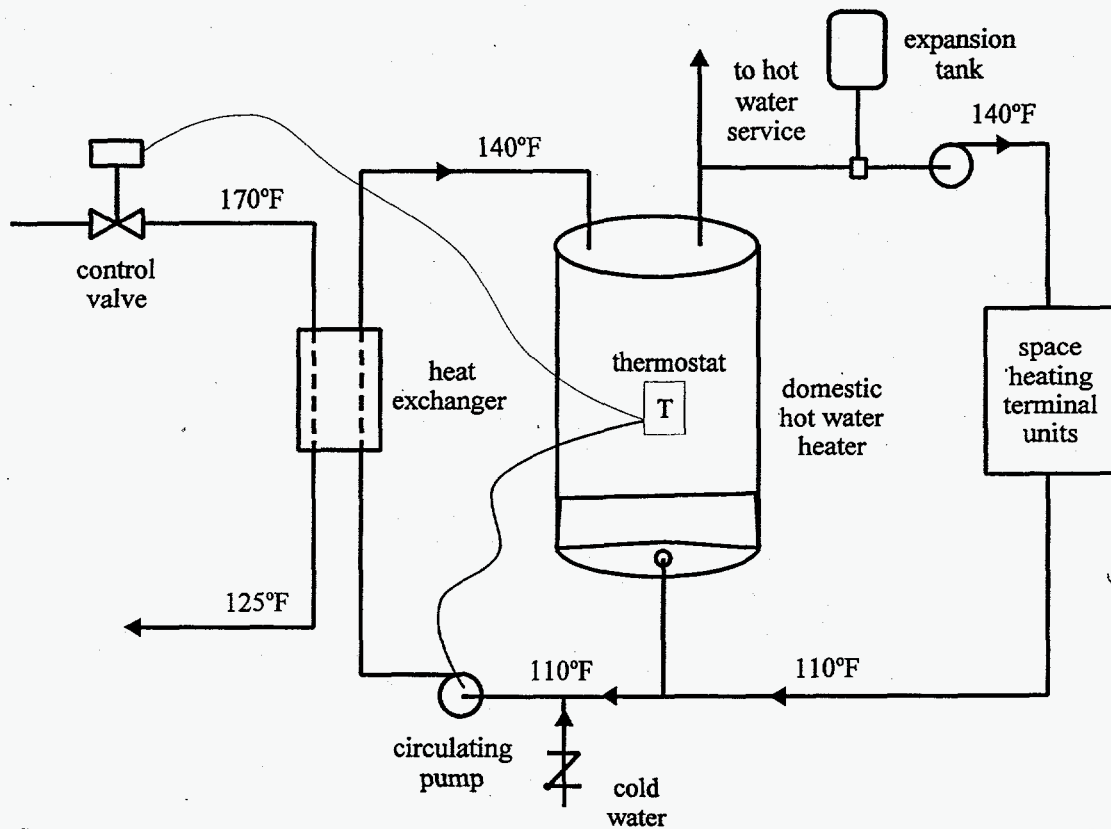 expansion
tank
to hot
water
service
140°F
140°F
170°F
control
valve
heat
exchanger
thermostat
T
domestic
hot water
heater
space
heating
terminal
units
125°F
110°F
110°F
circulating
pump
cold
water